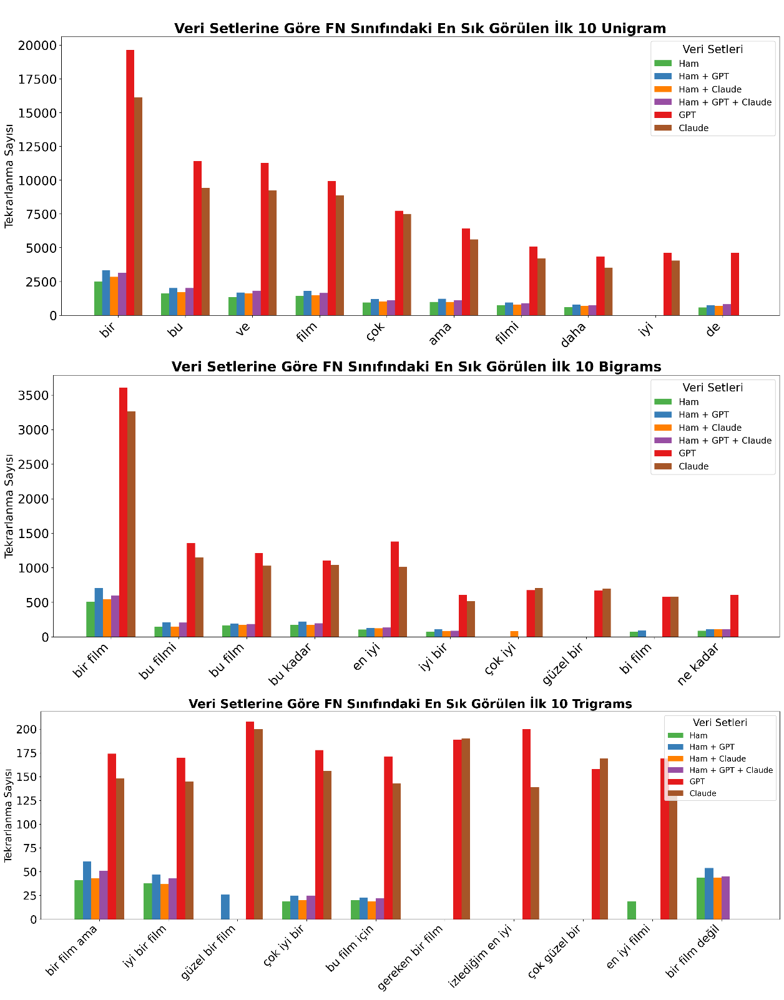 Veri Setlerine Göre FN Sınıfındaki En Sık Görülen İlk 10 Unigram
Tekrarlanma Sayısı
20000
17500
15000
12500
10000
7500
5000
2500
0
Veri Setleri
Ham
Ham + GPT
Ham + Claude
Ham + GPT + Claude
GPT
Claude
bir
bu
ve
film
çok
ama
filmi
daha
iyi
de
Veri Setlerine Göre FN Sınıfındaki En Sık Görülen İlk 10 Bigrams
Tekrarlanma Sayısı
3500
3000
2500
2000
1500
1000
500
0
Veri Setleri
Ham
Ham + GPT
Ham + Claude
Ham + GPT + Claude
GPT
Claude
bir film
bu filmi
bu film
bu kadar
en iyi
iyi bir
çok iyi
güzel bir
bi film
ne kadar
Veri Setlerine Göre FN Sınıfındaki En Sık Görülen İlk 10 Trigrams
Tekrarlanma Sayısı
200
175
150
125
100
75
50
25
0
Veri Setleri
Ham
Ham + GPT
Ham + Claude
Ham + GPT + Claude
GPT
Claude
bir film ama
iyi bir film
güzel bir film
çok iyi bir
bu film için
gereken bir film
izlediğim en iyi
çok güzel bir
en iyi filmi
bir film değil